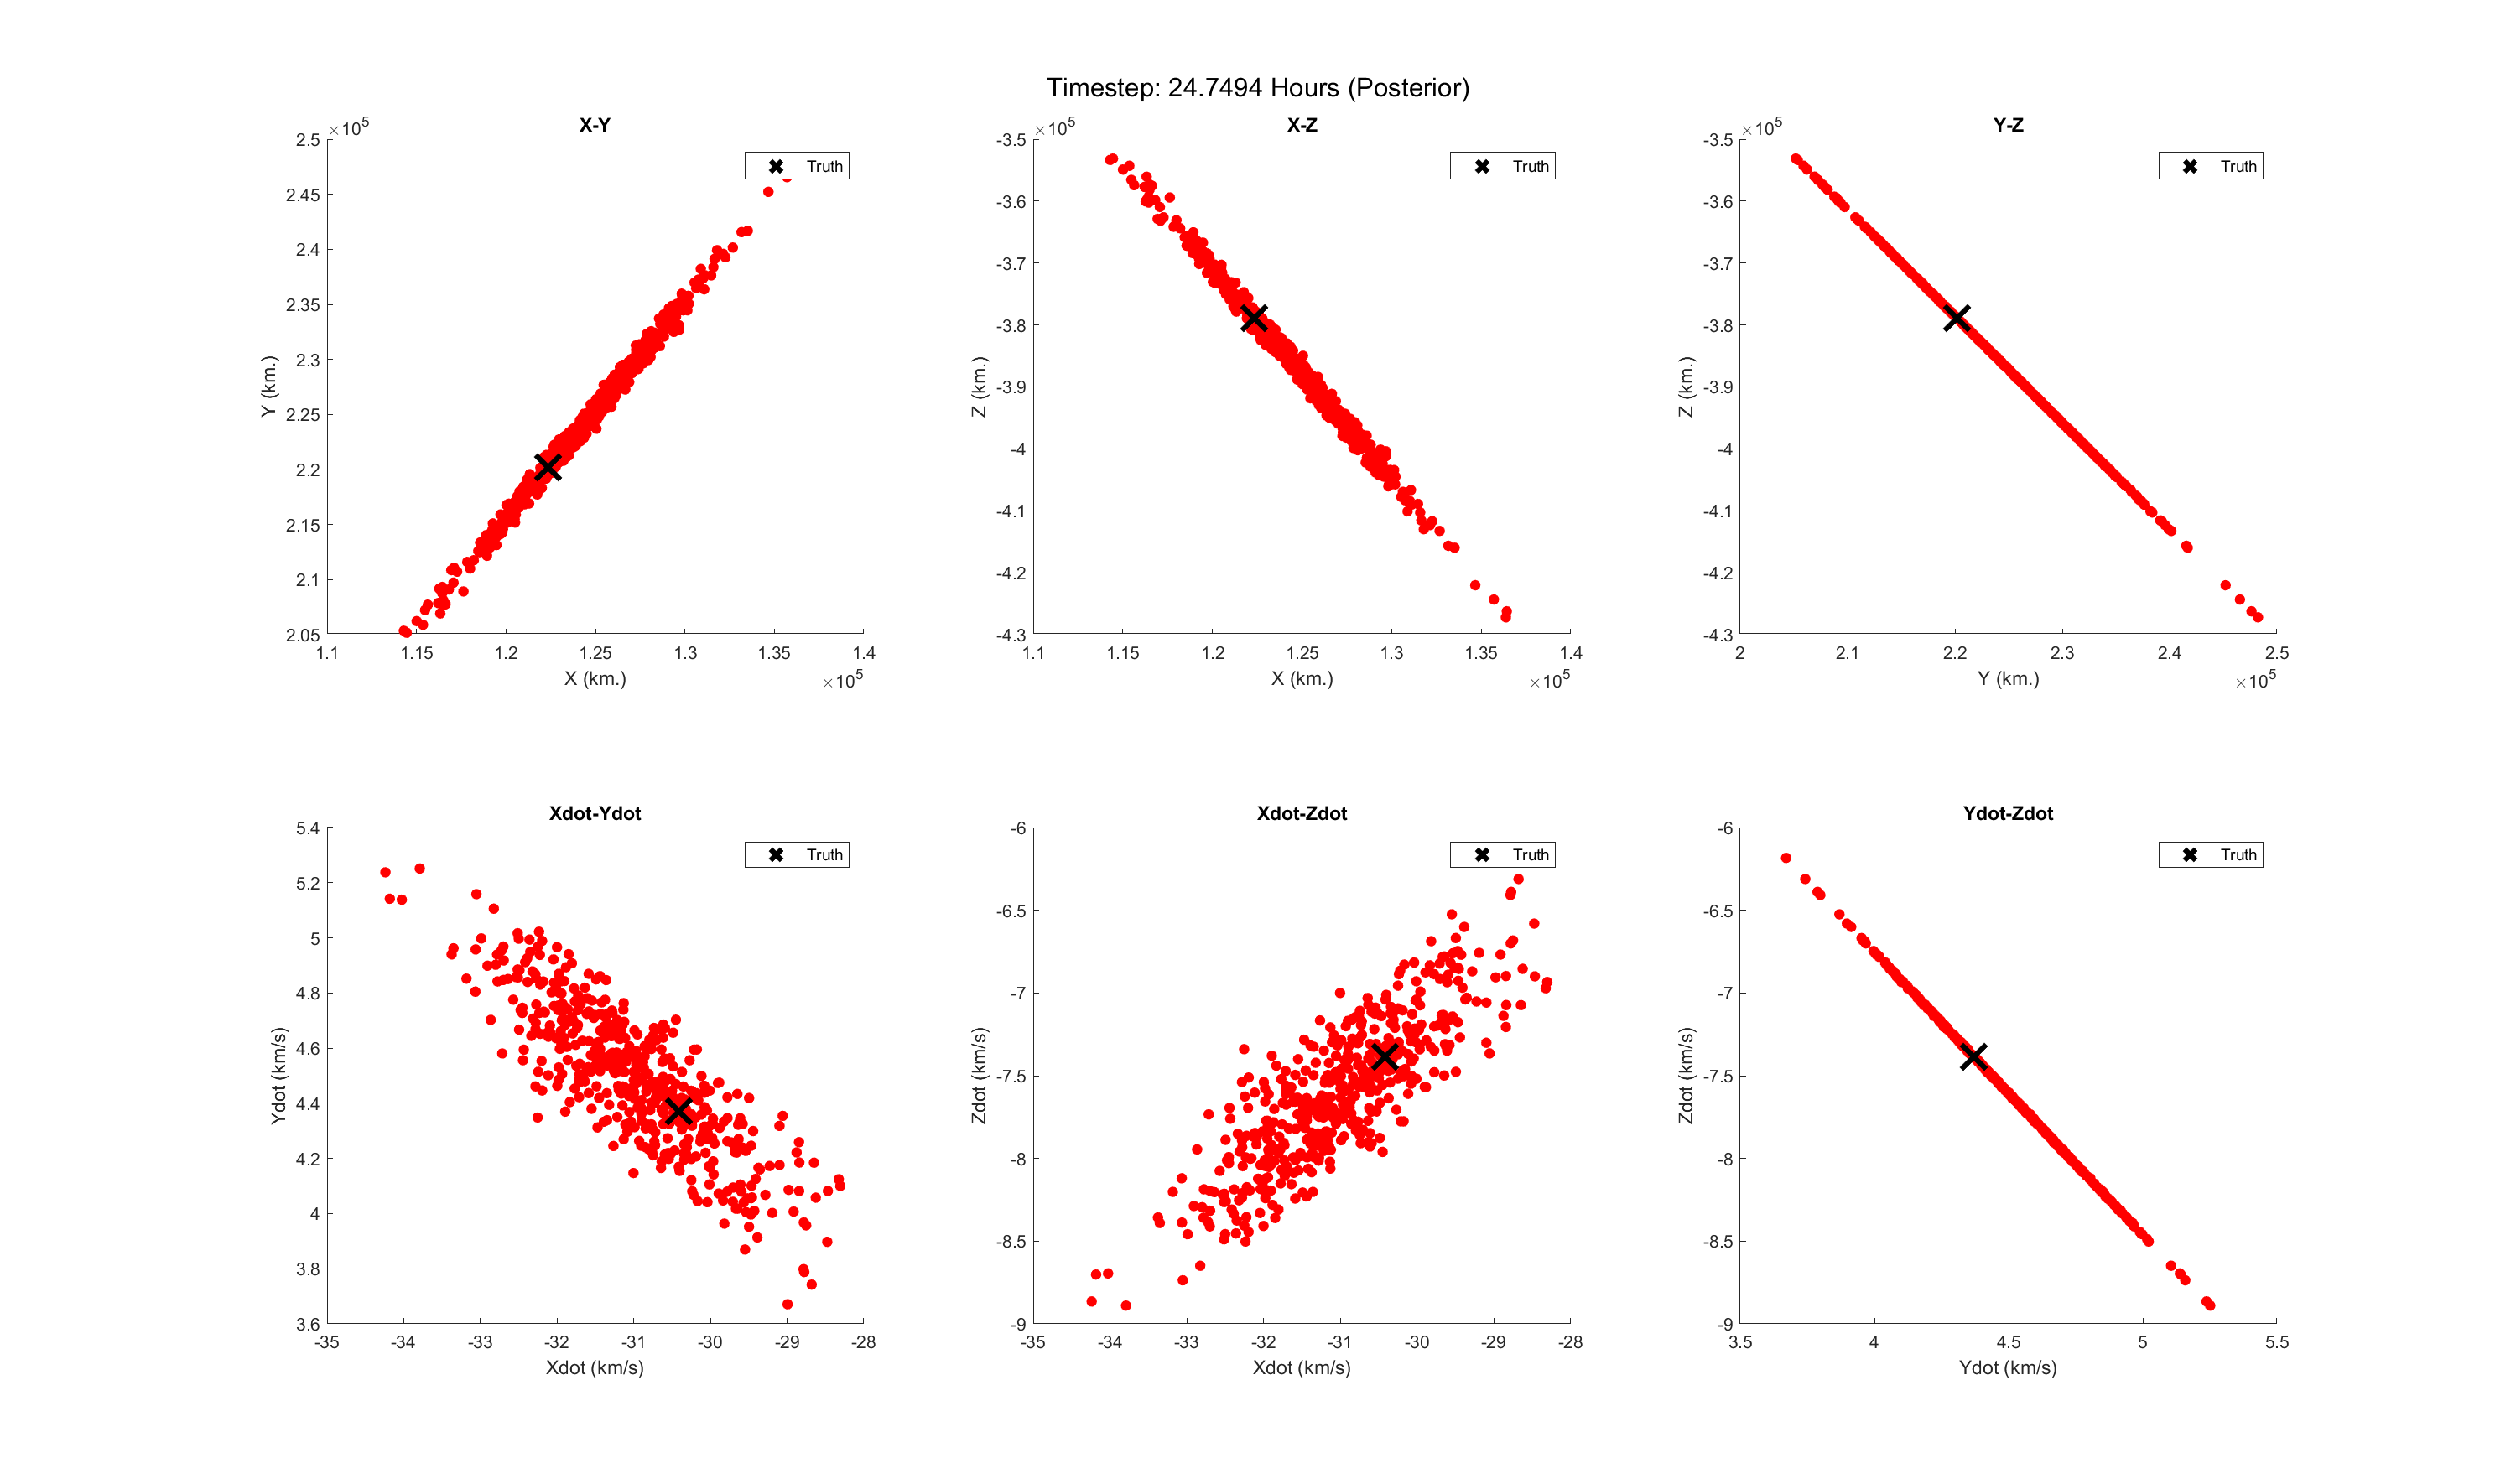 Timestep: 24.7494 Hours (Posterior)
X-Y
×10^5
2.5
2.45
2.4
2.35
2.3
2.25
2.2
2.15
2.1
2.05
Y (km.)
1.1 1.15 1.2 1.25 1.3 1.35 1.4
X (km.)
×10^5
Truth
X-Z
×10^5
-3.5
-3.6
-3.7
-3.8
-3.9
-4
-4.1
-4.2
-4.3
Z (km.)
1.1 1.15 1.2 1.25 1.3 1.35 1.4
X (km.)
×10^5
Truth
Y-Z
×10^5
-3.5
-3.6
-3.7
-3.8
-3.9
-4
-4.1
-4.2
-4.3
Z (km.)
2 2.1 2.2 2.3 2.4 2.5
Y (km.)
×10^5
Truth
Xdot-Ydot
5.4
5.2
5
4.8
4.6
4.4
4.2
4
3.8
3.6
Ydot (km/s)
-35 -34 -33 -32 -31 -30 -29 -28
Xdot (km/s)
Truth
Xdot-Zdot
-6
-6.5
-7
-7.5
-8
-8.5
-9
Zdot (km/s)
-35 -34 -33 -32 -31 -30 -29 -28
Xdot (km/s)
Truth
Ydot-Zdot
-6
-6.5
-7
-7.5
-8
-8.5
-9
Zdot (km/s)
3.5 4 4.5 5 5.5
Ydot (km/s)
Truth